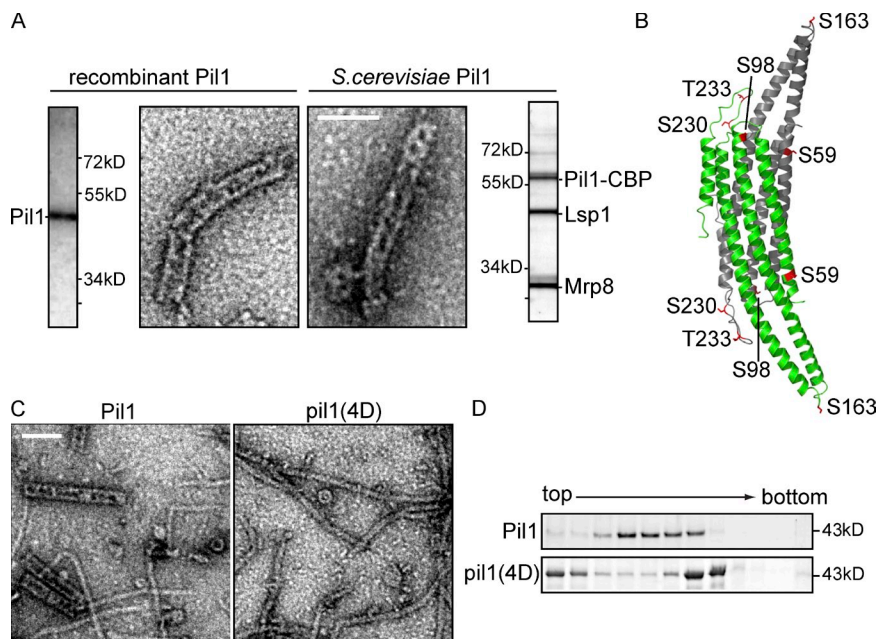 A
recombinant Pil1
S.cerevisiae Pil1
72kD
55kD
Pil1
34kD
72kD
55kD
34kD
Pil1-CBP
Lsp1
Mrp8
B
S163
S98
T233
S230
S59
S59
S230
T233
S98
S163
C
Pil1
pil1(4D)
D
top
bottom
Pil1
43kD
pil1(4D)
43kD